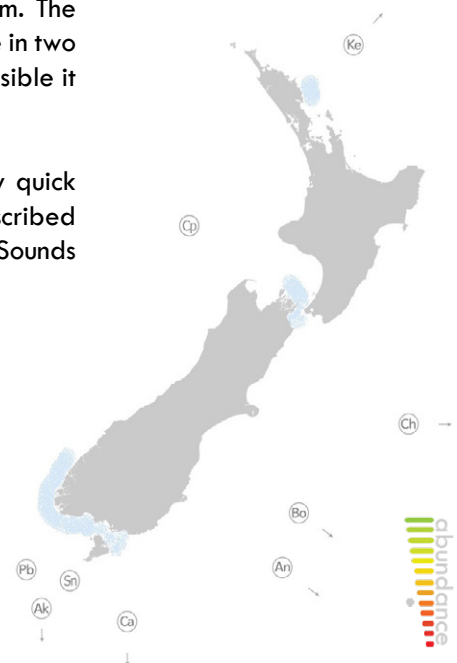 m. The
e in two
sible it
y quick
scribed
Sounds
Ke
Cp
Ch
Bo
An
Pb
Sn
Ak
Ca
abundance